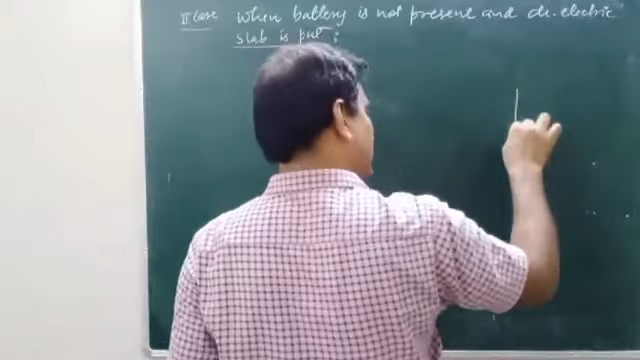 II Case when battery is not present and di-electric
slab is put :